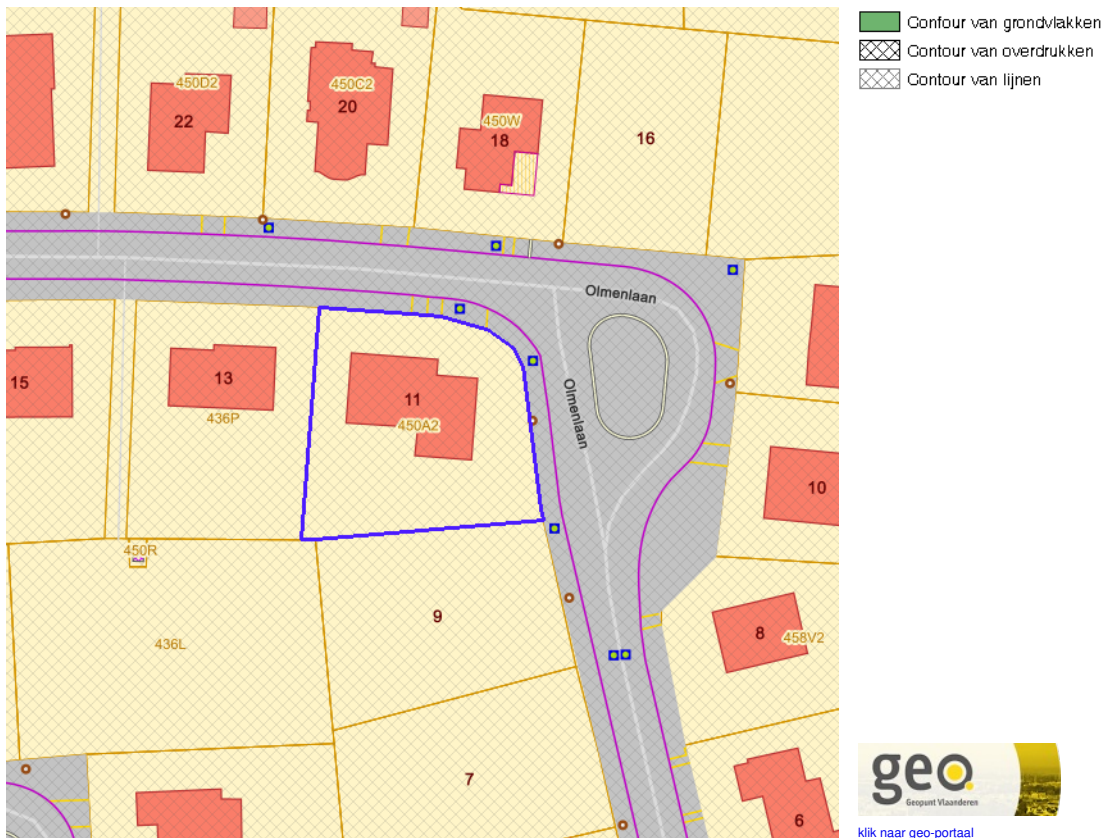 Contour van grondvlakken
Contour van overdrukken
Contour van lijnen
450D2
22
450C2
20
450W
18
16
Olmenlaan
15
13
436P
11
450A2
Olmenlaan
10
450R
9
436L
8
458V2
7
6
geo.
Geopunt Vlaanderen
klik naar geo-portaal